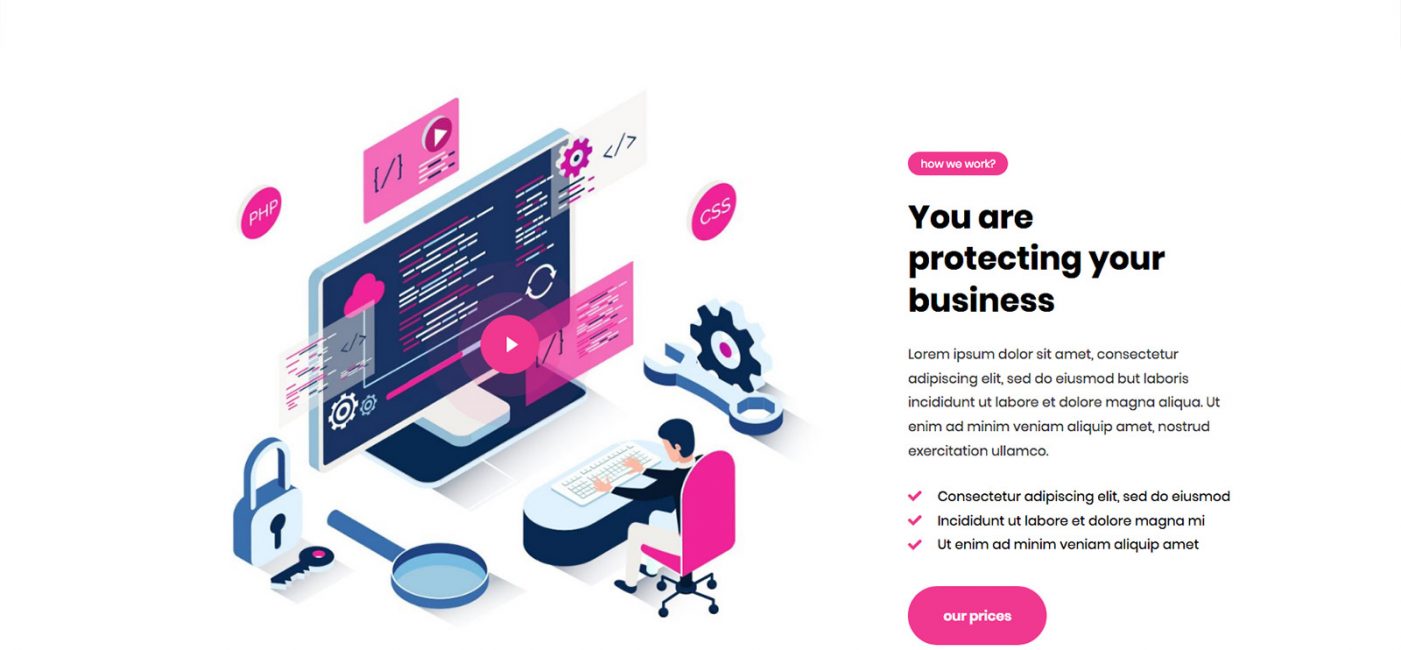 PHP
{/}
</>
CSS
</>
{/}
how we work?
You are
protecting your
business
Lorem ipsum dolor sit amet, consectetur
adipiscing elit, sed do eiusmod but laboris
incididunt ut labore et dolore magna aliqua. Ut
enim ad minim veniam aliquip amet, nostrud
exercitation ullamco.
Consectetur adipiscing elit, sed do eiusmod
Incididunt ut labore et dolore magna mi
Ut enim ad minim veniam aliquip amet
our prices